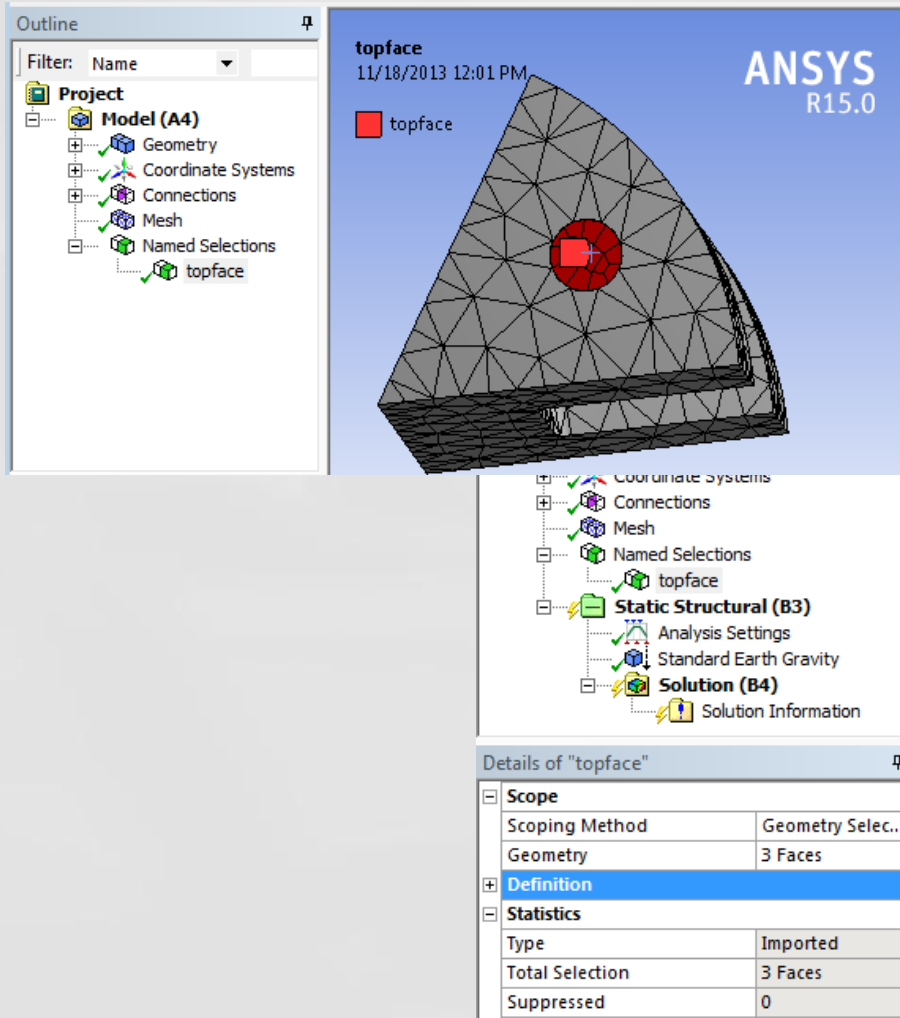 Outline
Filter: Name
Project
Model (A4)
Geometry
Coordinate Systems
Connections
Mesh
Named Selections
topface
topface
11/18/2013 12:01 PM
topface
ANSYS
R15.0
Coordinate Systems
Connections
Mesh
Named Selections
topface
Static Structural (B3)
Analysis Settings
Standard Earth Gravity
Solution (B4)
Solution Information
Details of "topface"
Scope
Scoping Method Geometry Selec..
Geometry 3 Faces
Definition
Statistics
Type Imported
Total Selection 3 Faces
Suppressed 0